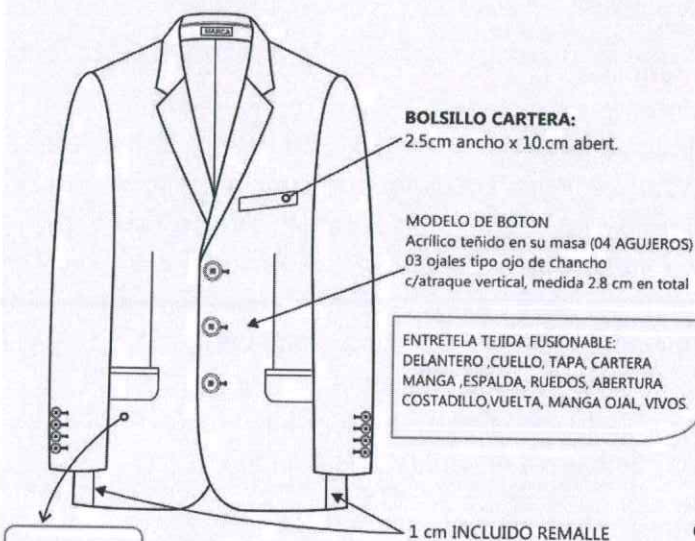 MARCA
BOLSILLO CARTERA:
2.5cm ancho x 10.cm abert.
MODELO DE BOTON
Acrílico teñido en su masa (04 AGUJEROS)
03 ojales tipo ojo de chancho
c/atraque vertical, medida 2.8 cm en total
ENTRETELA TEJIDA FUSIONABLE:
DELANTERO ,CUELLO, TAPA, CARTERA
MANGA ,ESPALDA, RUEDOS, ABERTURA
COSTADILLO,VUELTA, MANGA OJAL, VIVOS.
1 cm INCLUIDO REMALLE